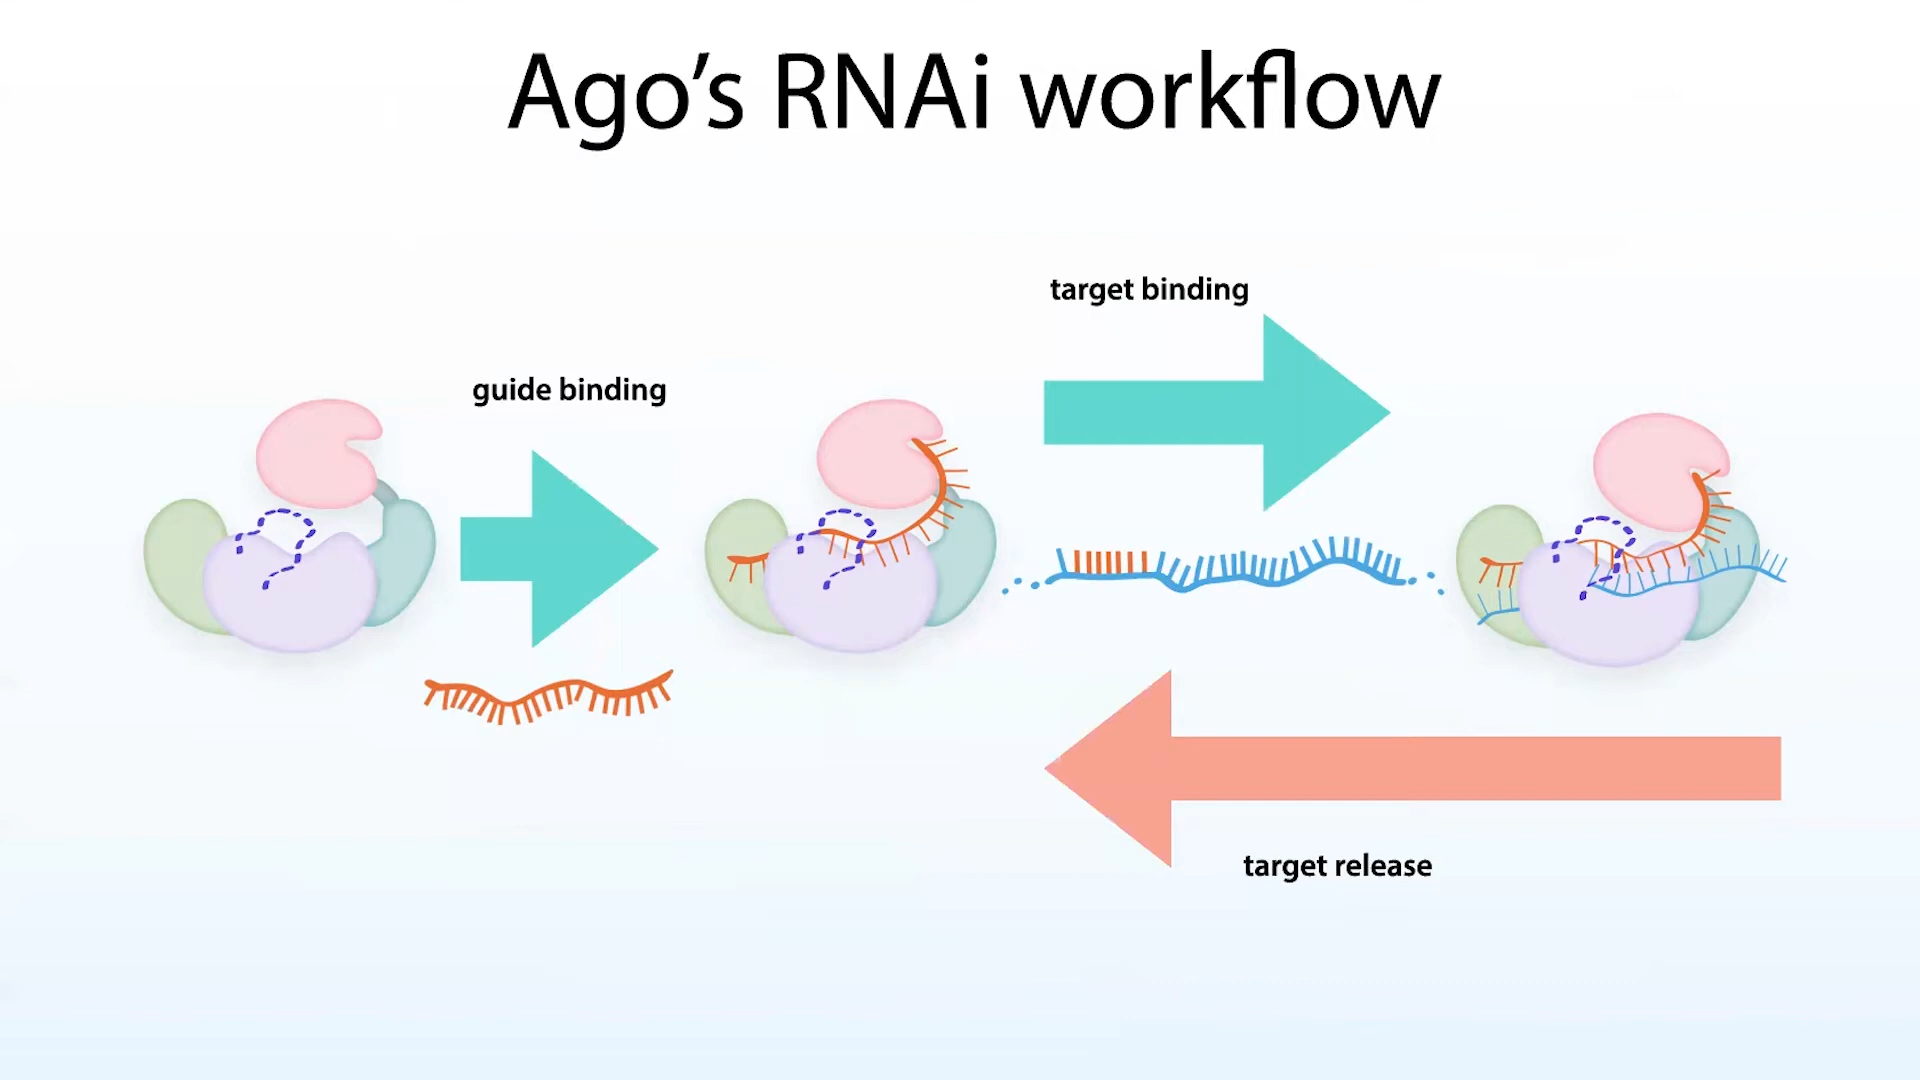 Ago’s RNAi workflow
target binding
guide binding
target release